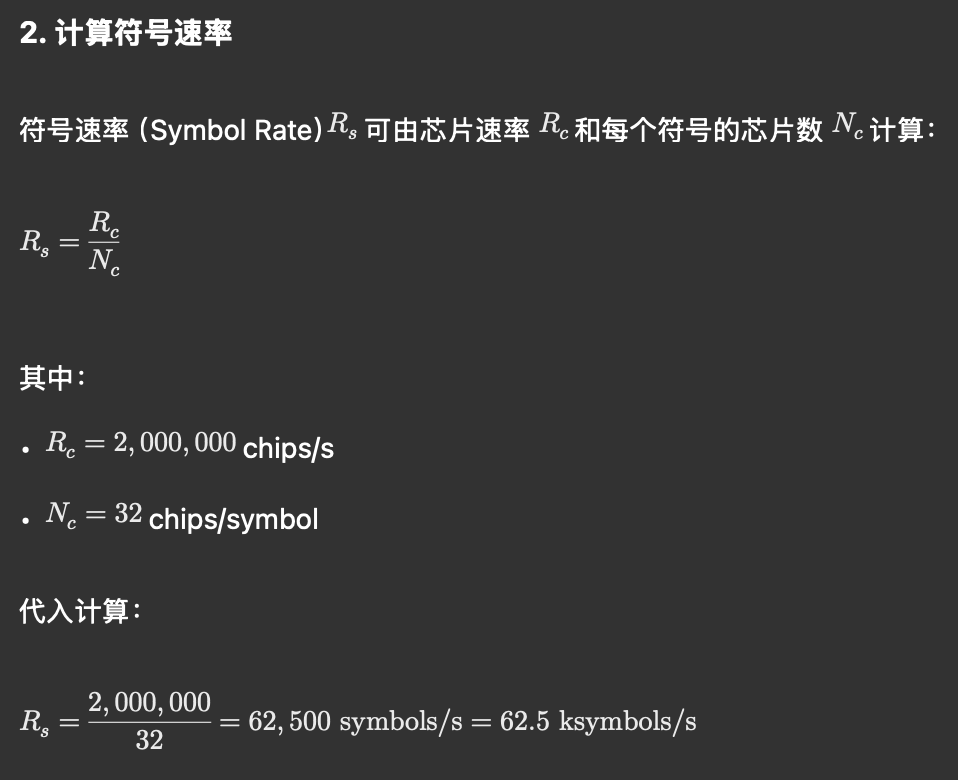 2. 计算符号速率
符号速率 (Symbol Rate) $R_s$ 可由芯片速率 $R_c$ 和每个符号的芯片数 $N_c$ 计算：
$R_s = \frac{R_c}{N_c}$
其中：
• $R_c = 2,000,000$ chips/s
• $N_c = 32$ chips/symbol
代入计算：
$R_s = \frac{2,000,000}{32} = 62,500 \text{ symbols/s} = 62.5 \text{ ksymbols/s}$